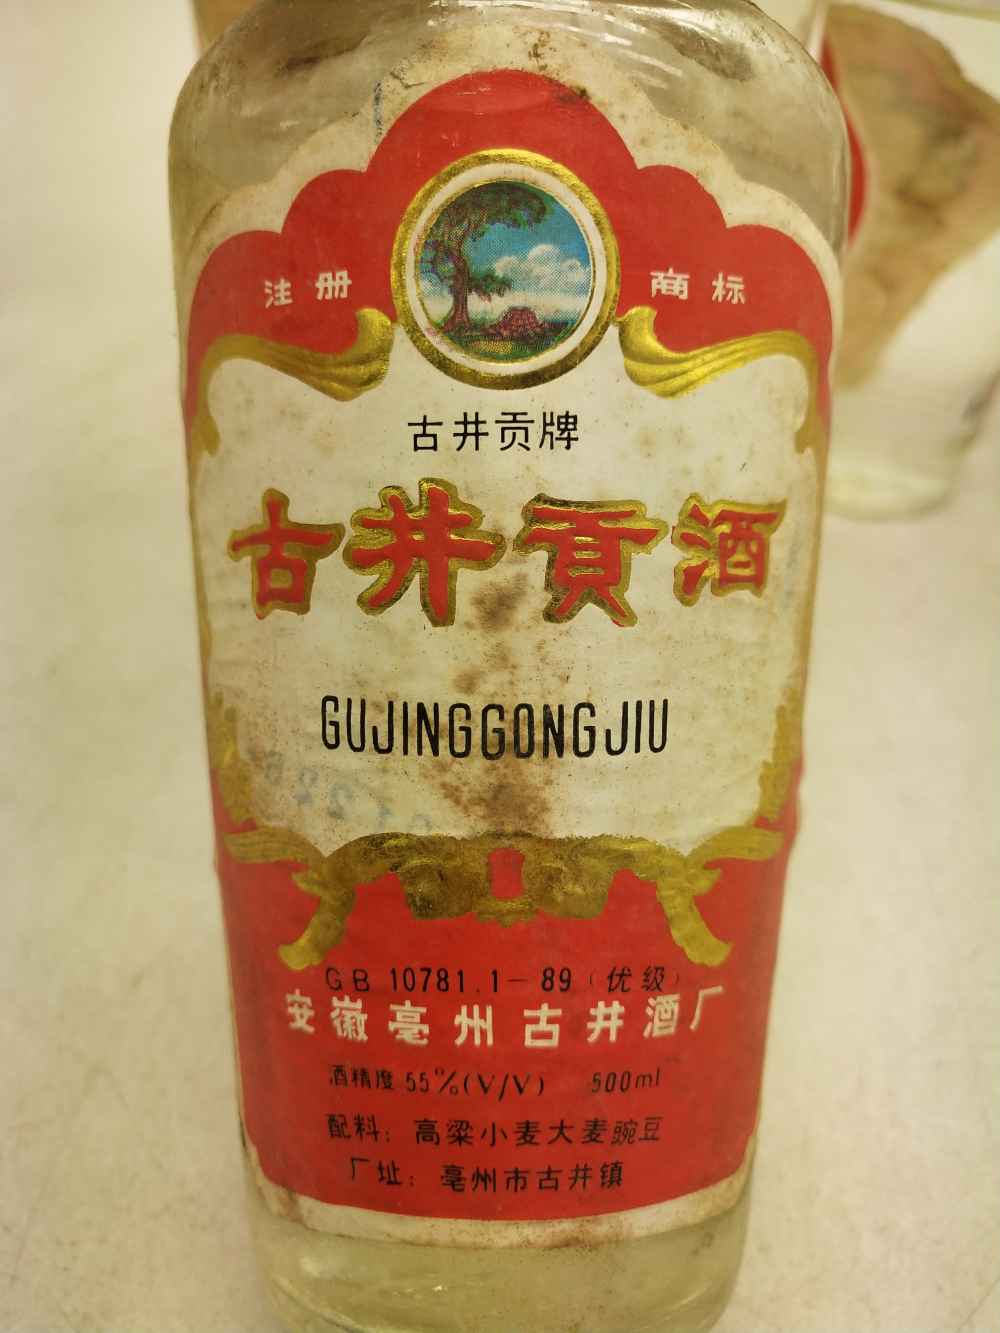 注册 商标
古井贡牌
古井贡酒
GUJINGGONGJIU
GB 10781.1-89（优级）
安徽亳州古井酒厂
酒精度 55%(V/V) 500ml
配料：高粱小麦大麦豌豆
厂址：亳州市古井镇